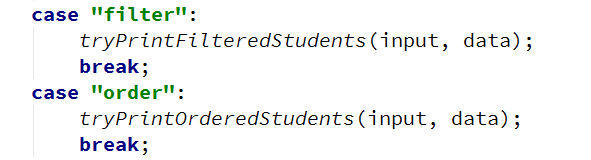 case "filter":
    tryPrintFilteredStudents(input, data);
    break;
case "order":
    tryPrintOrderedStudents(input, data);
    break;